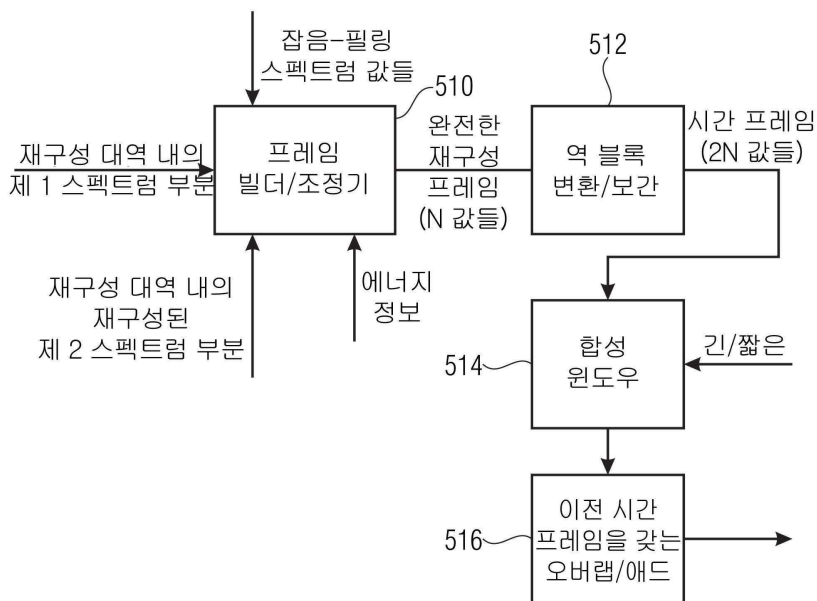 잡음-필링
스펙트럼 값들
510
재구성 대역 내의
제 1 스펙트럼 부분
프레임
빌더/조정기
완전한
재구성
프레임
(N 값들)
512
역 블록
변환/보간
시간 프레임
(2N 값들)
재구성 대역 내의
재구성된
제 2 스펙트럼 부분
에너지
정보
514
합성
윈도우
긴/짧은
516
이전 시간
프레임을 갖는
오버랩/애드